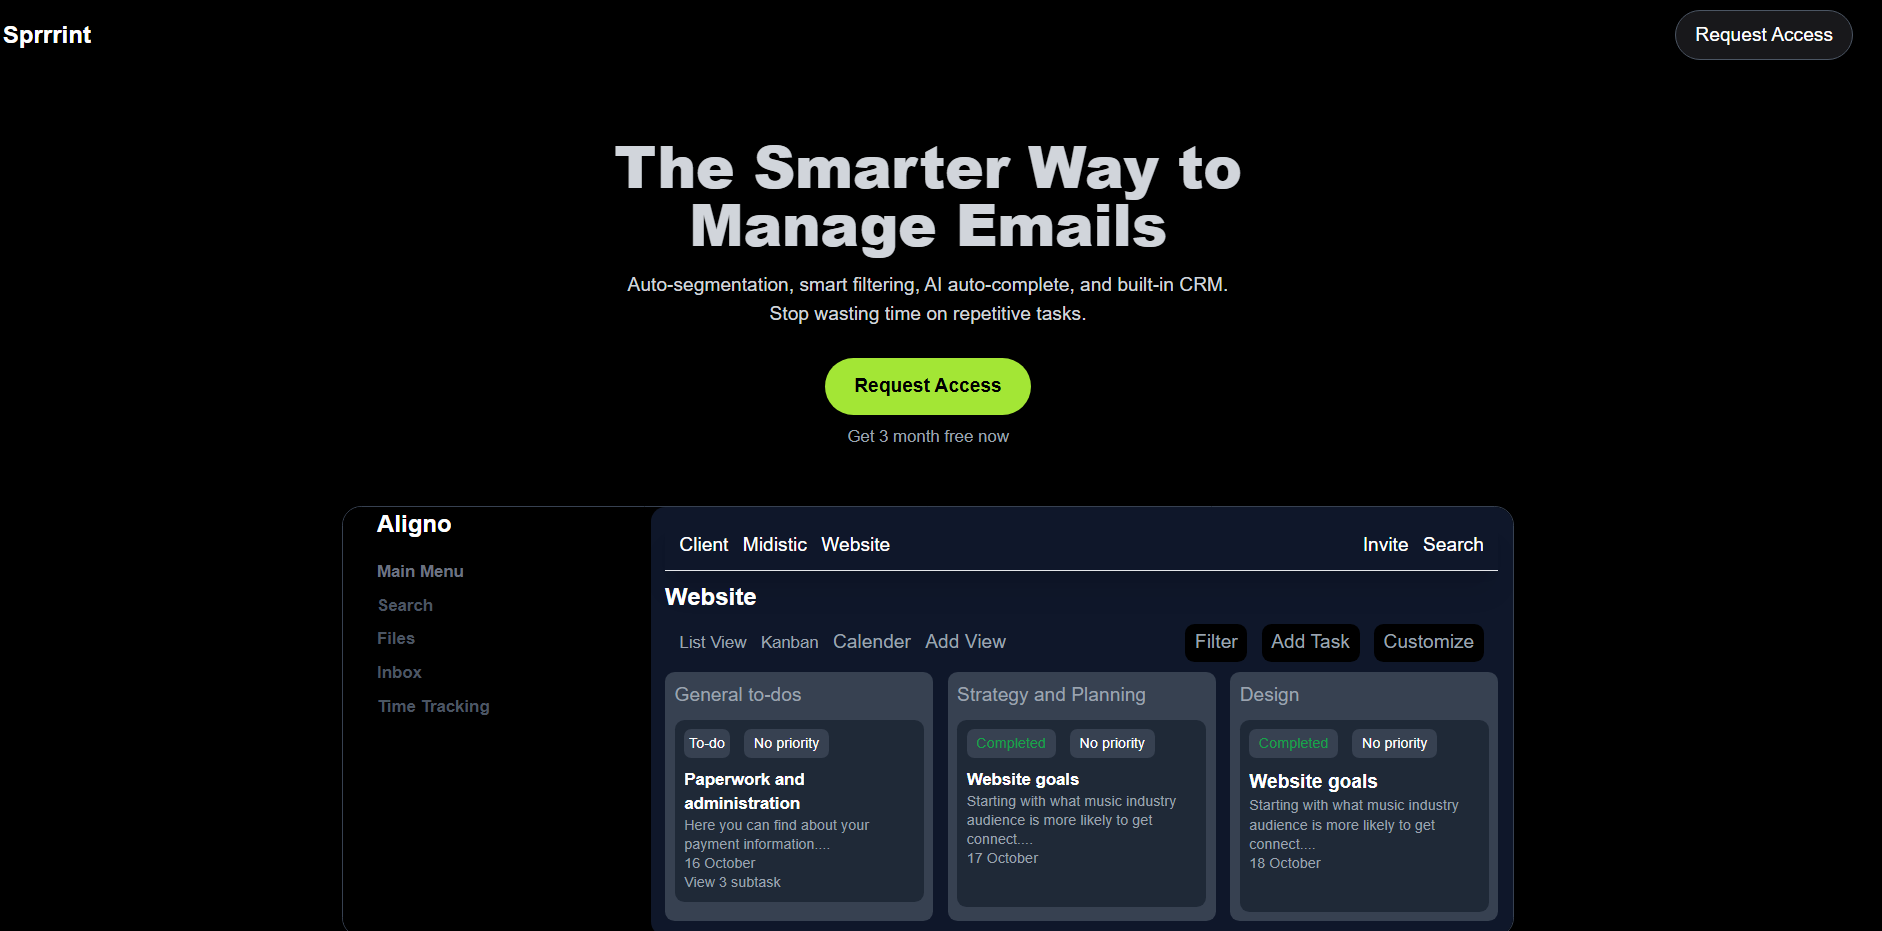 Sprrrint
Request Access
The Smarter Way to
Manage Emails
Auto-segmentation, smart filtering, AI auto-complete, and built-in CRM.
Stop wasting time on repetitive tasks.
Request Access
Get 3 month free now
Aligno
Main Menu
Search
Files
Inbox
Time Tracking
Client Midistic Website
Invite Search
Website
List View Kanban Calender Add View
Filter Add Task Customize
General to-dos
To-do No priority
Paperwork and
administration
Here you can find about your
payment information....
16 October
View 3 subtask
Strategy and Planning
Completed No priority
Website goals
Starting with what music industry
audience is more likely to get
connect....
17 October
Design
Completed No priority
Website goals
Starting with what music industry
audience is more likely to get
connect....
18 October